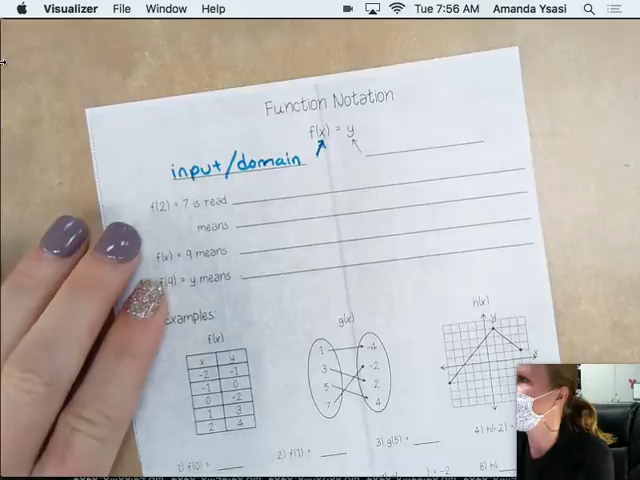 Visualizer File Window Help Tue 7:56 AM Amanda Ysasi
Function Notation
f(x) = y
input/domain
f(2) = 7 is read
means
f(x) = 9 means
f(9) = y means
Examples:
f(x) g(x) h(x)
x y
-2 -1
-1 0
0 -2
1 3
2 4
1 -4
3 -2
5 2
7 4
y
x
1) f(0) = 2) f(1) = 3) g(5) = 4) h(-2) =
) = -2 8) h(